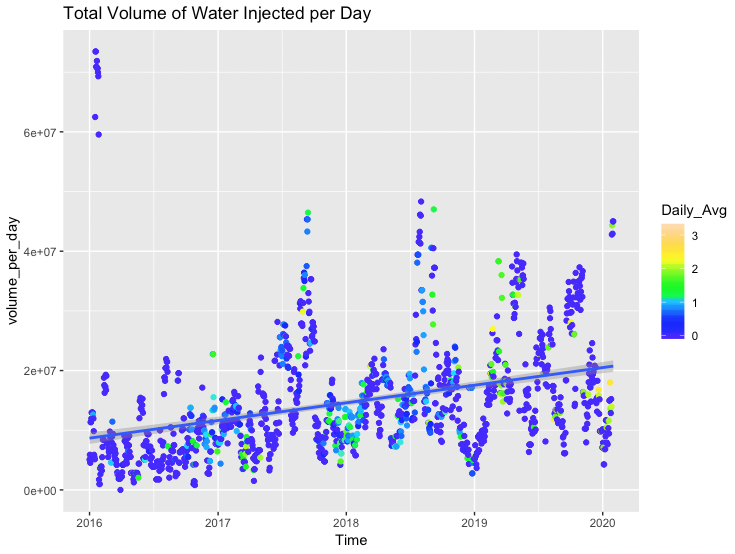 Total Volume of Water Injected per Day
volume_per_day
6e+07
4e+07
2e+07
0e+00
2016 2017 2018 2019 2020
Time
Daily_Avg
3
2
1
0